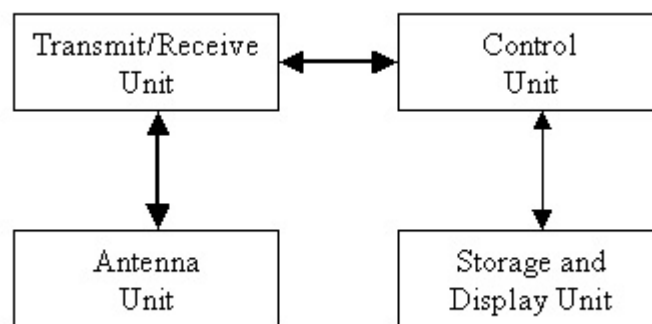 Transmit/Receive
Unit
Control
Unit
Antenna
Unit
Storage and
Display Unit